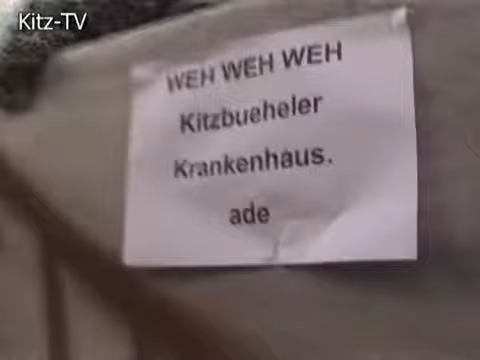 Kitz-TV
WEH WEH WEH
Kitzbueheler
Krankenhaus.
ade